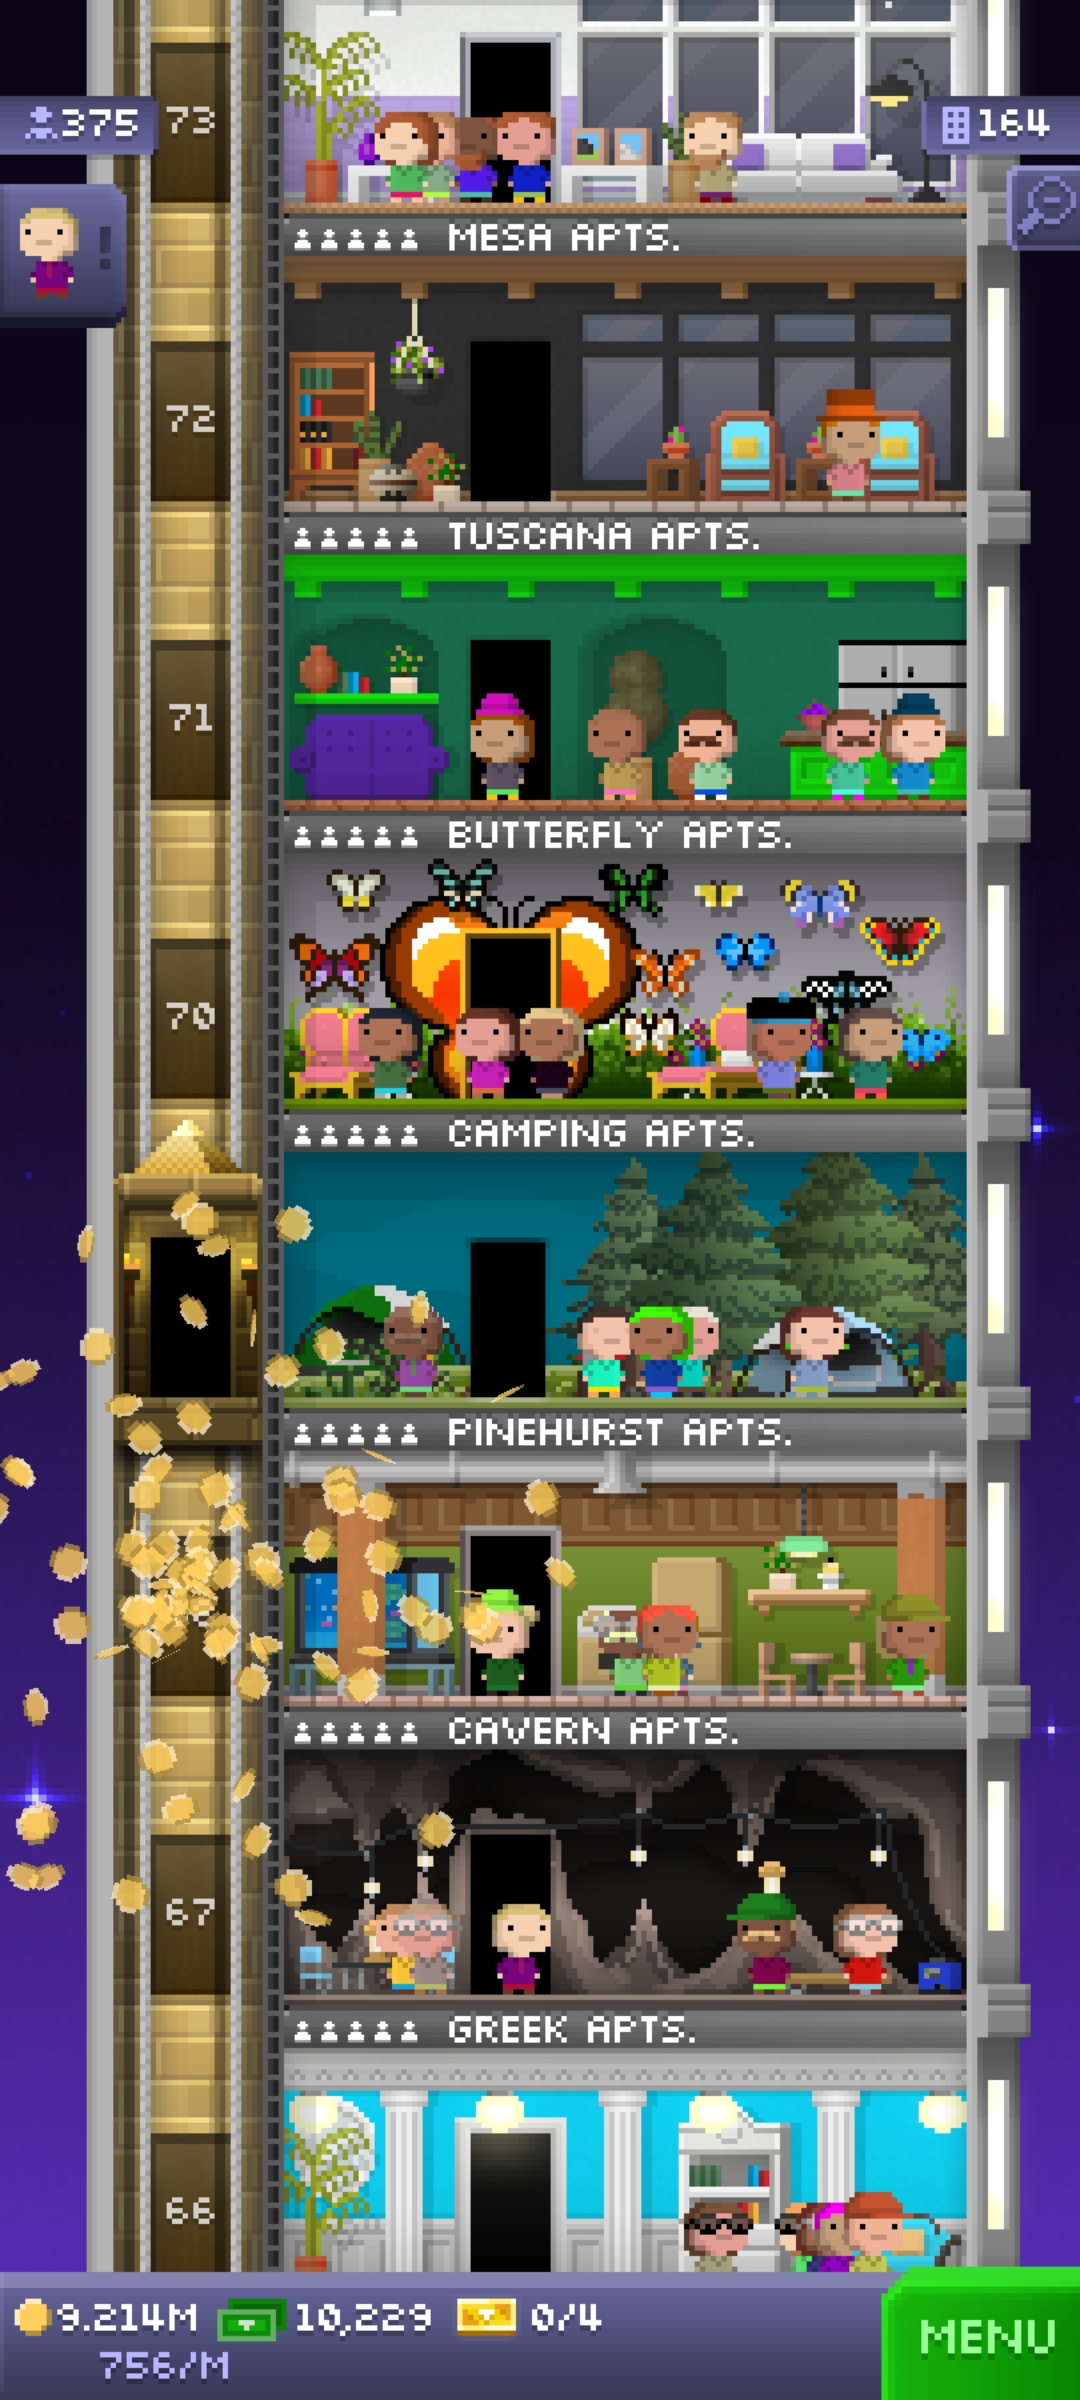 73
375
164
!
MESA APTS.
72
TUSCANA APTS.
71
BUTTERFLY APTS.
70
CAMPING APTS.
PINEHURST APTS.
CAVERN APTS.
67
GREEK APTS.
66
9.214M 10,229 0/4
756/M
MENU